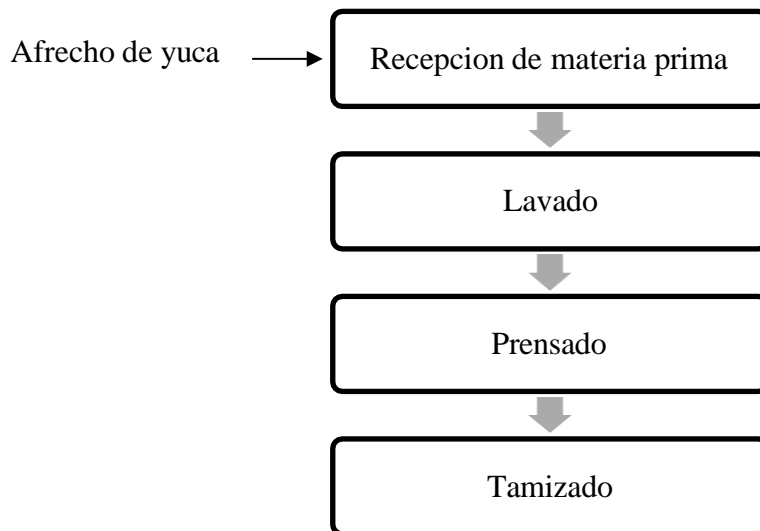 Afrecho de yuca
Recepcion de materia prima
Lavado
Prensado
Tamizado